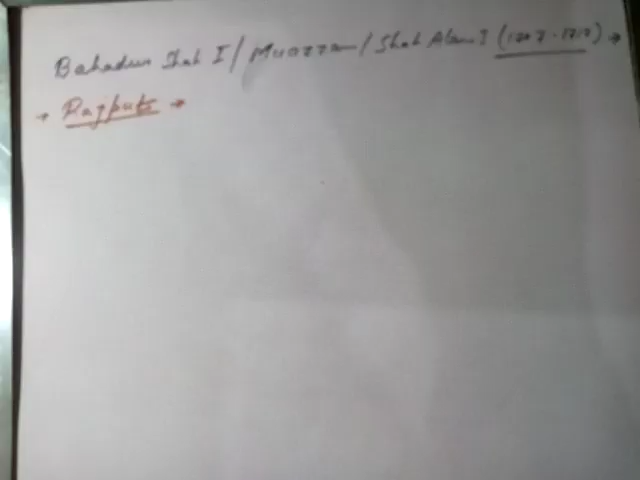 Bahadur Shah I / Muazzam / Shah Alam I (1707-1712) →
→ Rajputs →